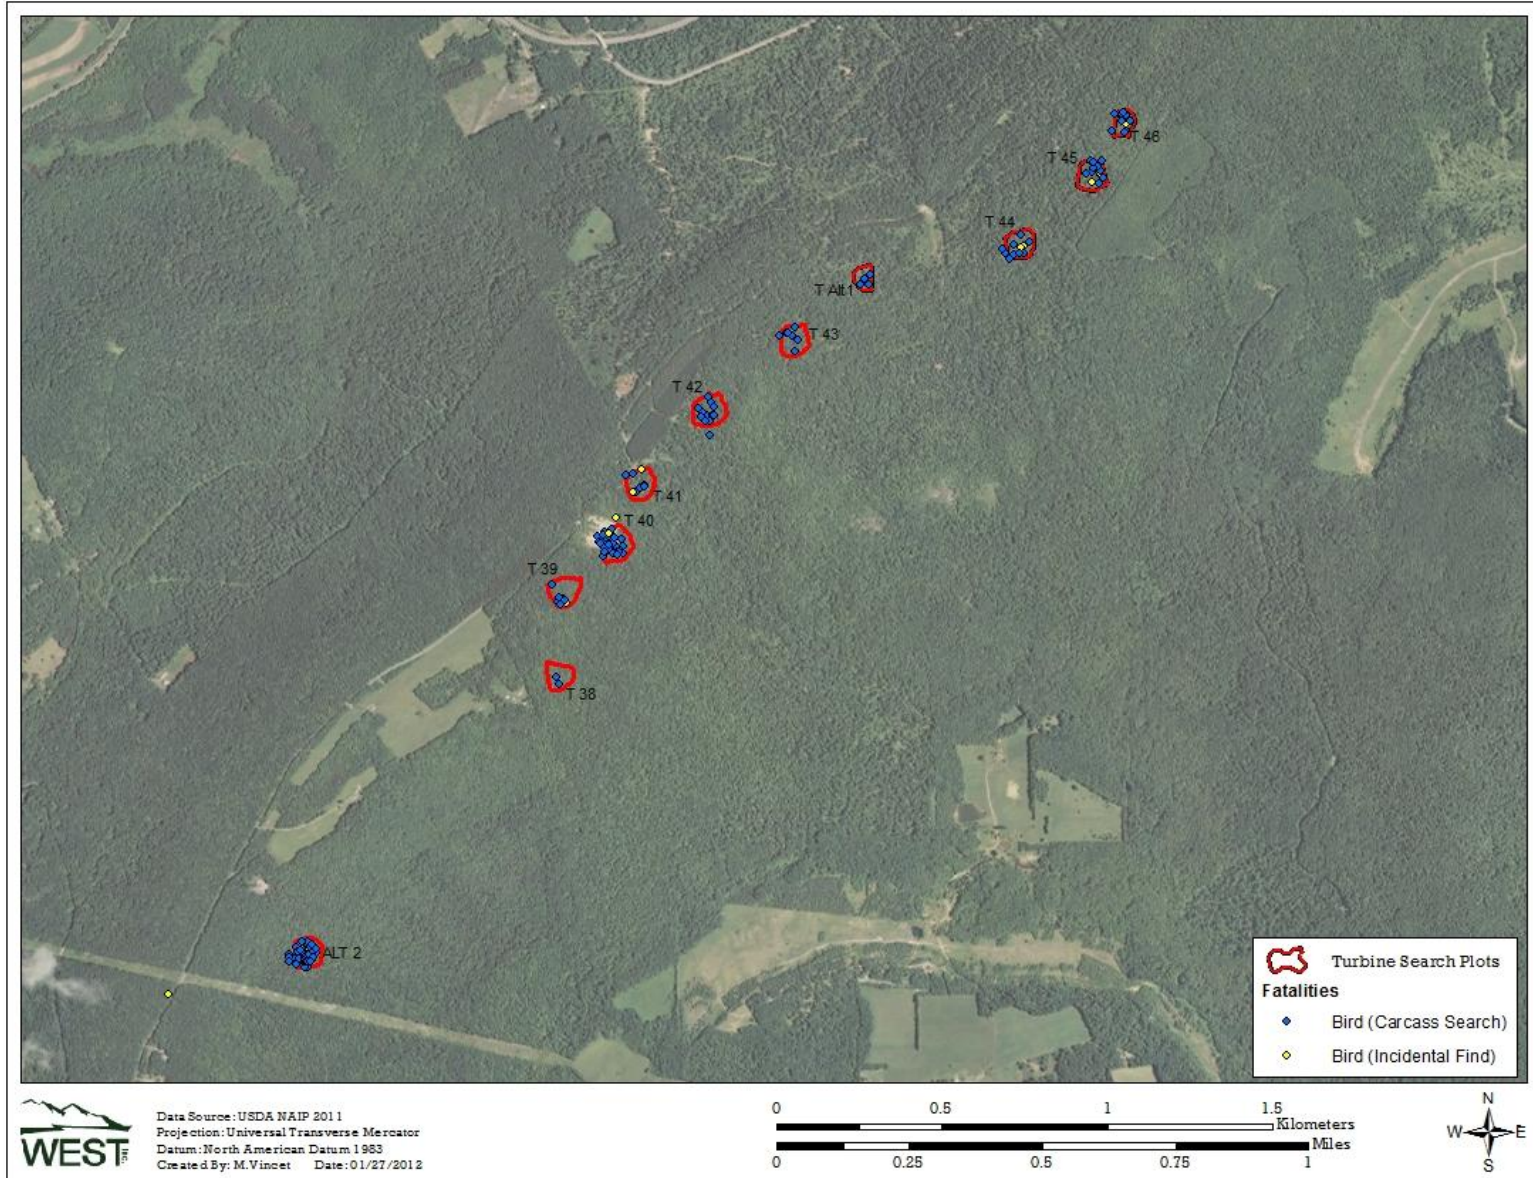 T 46
T 45
T 44
T Alt1
T 43
T 42
T 41
T 40
T 39
T 38
ALT 2
Turbine Search Plots
Fatalities
Bird (Carcass Search)
Bird (Incidental Find)
WEST Inc.
Data Source: USDA NAIP 2011
Projection: Universal Transverse Mercator
Datum: North American Datum 1983
Created By: M.Vincet Date: 01/27/2012
0 0.5 1 1.5
Kilometers
Miles
0 0.25 0.5 0.75 1
N
W E
S